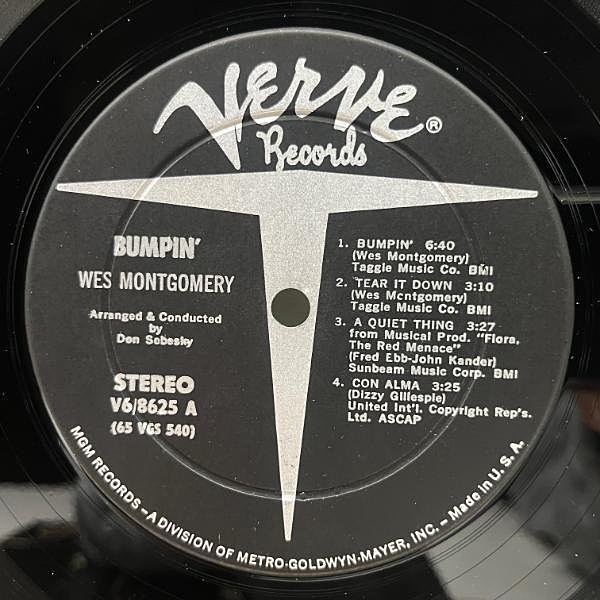 Verve®
Records
BUMPIN'
WES MONTGOMERY
Arranged & Conducted
by
Don Sebesky
STEREO
V6/8625 A
(65 VGS 540)
1. BUMPIN' 6:40
(Wes Montgomery)
Taggie Music Co. BMI
2. TEAR IT DOWN 3:10
(Wes Montgomery)
Taggie Music Co. BMI
3. A QUIET THING 3:27
from Musical Prod. "Flora,
The Red Menace"
(Fred Ebb-John Kander)
Sunbeam Music Corp. BMI
4. CON ALMA 3:25
(Dizzy Gillespie)
United Int'l. Copyright Rep's.
Ltd. ASCAP
MGM RECORDS - A DIVISION OF METRO-GOLDWYN-MAYER, INC. - Made in U.S.A.